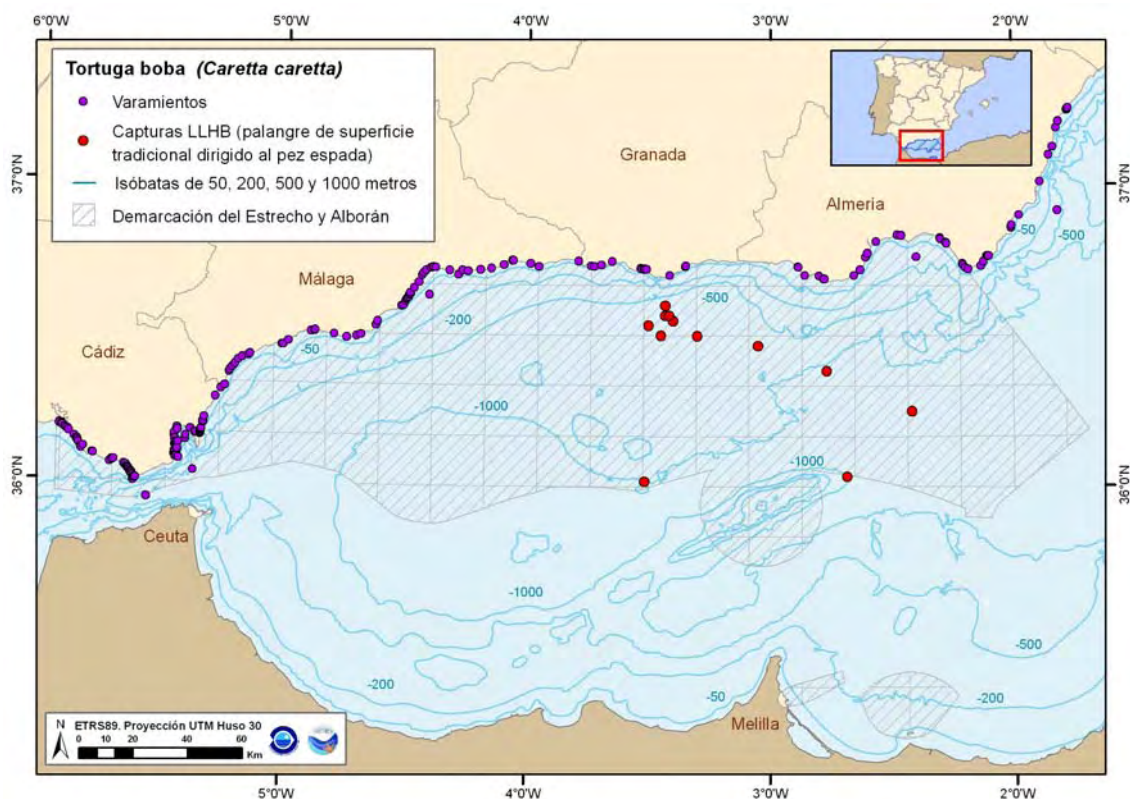 6°0'W 5°0'W 4°0'W 3°0'W 2°0'W
Tortuga boba (Caretta caretta)
Varamientos
Capturas LLHB (palangre de superficie
tradicional dirigido al pez espada)
Isóbatas de 50, 200, 500 y 1000 metros
Demarcación del Estrecho y Alborán
37°0'N
37°0'N
Granada
Almería
-50
-500
Málaga
-500
-200
-50
Cádiz
-1000
-1000
36°0'N
36°0'N
Ceuta
-1000
-500
-200
-50
-200
Melilla
N
ETRS89. Proyección UTM Huso 30
0 10 20 40 60
Km
5°0'W 4°0'W 3°0'W 2°0'W